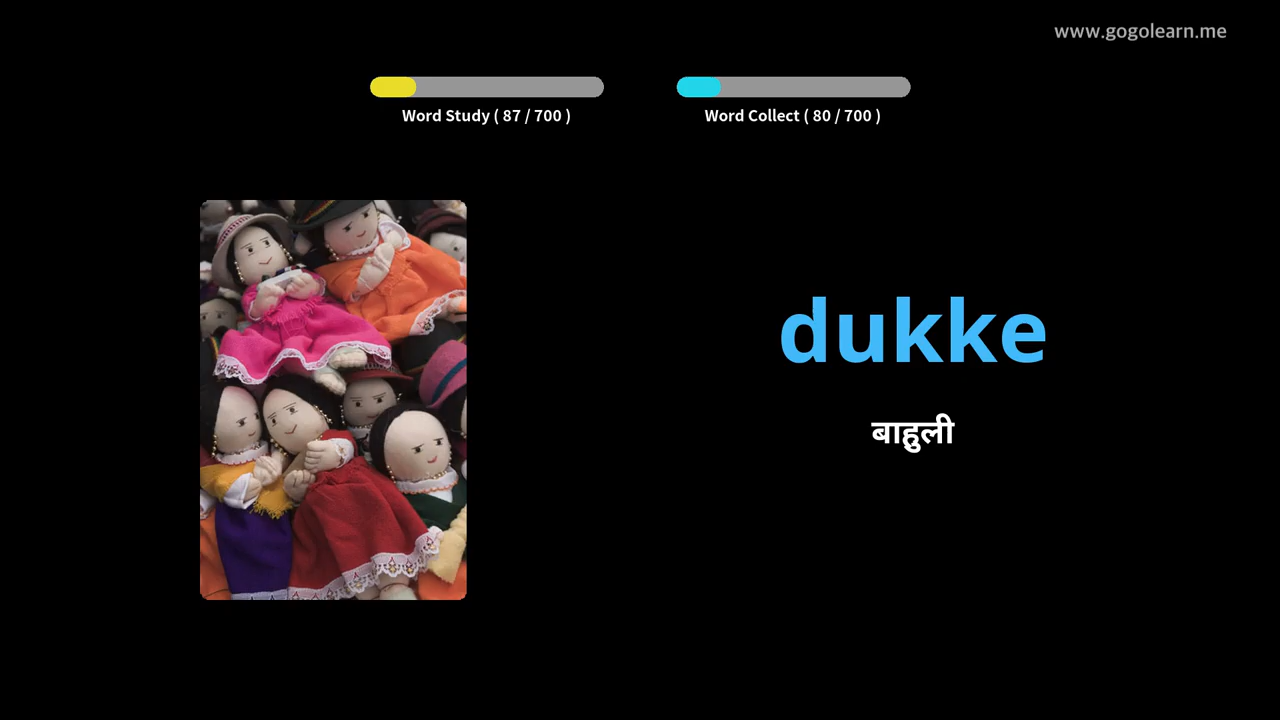 www.gogolearn.me
Word Study ( 87 / 700 )
Word Collect ( 80 / 700 )
dukke
बाहुली